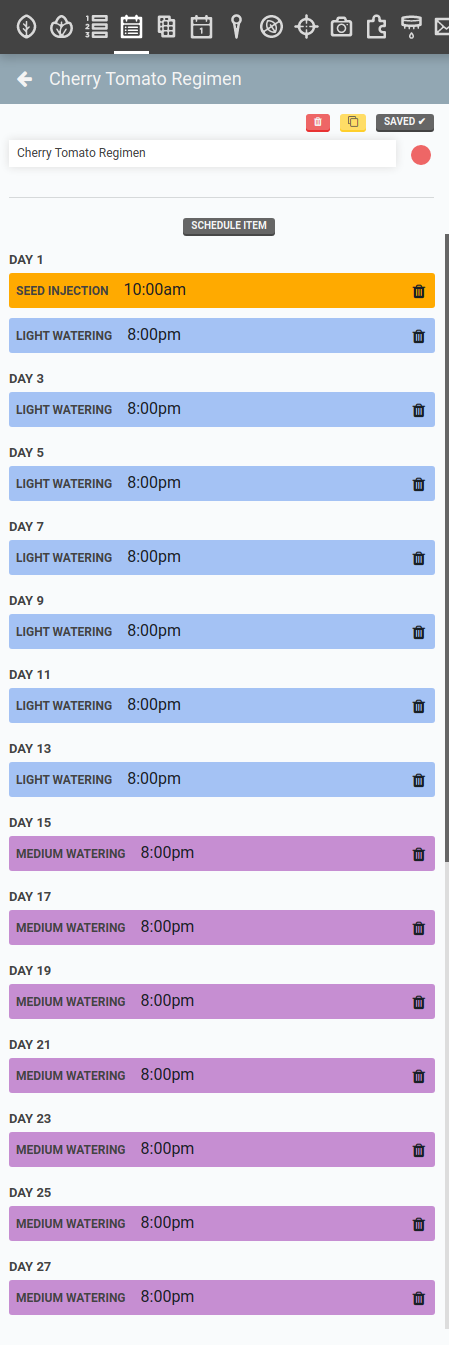 1
2
3
1
Cherry Tomato Regimen
SAVED ✔
Cherry Tomato Regimen
SCHEDULE ITEM
DAY 1
SEED INJECTION 10:00am
LIGHT WATERING 8:00pm
DAY 3
LIGHT WATERING 8:00pm
DAY 5
LIGHT WATERING 8:00pm
DAY 7
LIGHT WATERING 8:00pm
DAY 9
LIGHT WATERING 8:00pm
DAY 11
LIGHT WATERING 8:00pm
DAY 13
LIGHT WATERING 8:00pm
DAY 15
MEDIUM WATERING 8:00pm
DAY 17
MEDIUM WATERING 8:00pm
DAY 19
MEDIUM WATERING 8:00pm
DAY 21
MEDIUM WATERING 8:00pm
DAY 23
MEDIUM WATERING 8:00pm
DAY 25
MEDIUM WATERING 8:00pm
DAY 27
MEDIUM WATERING 8:00pm